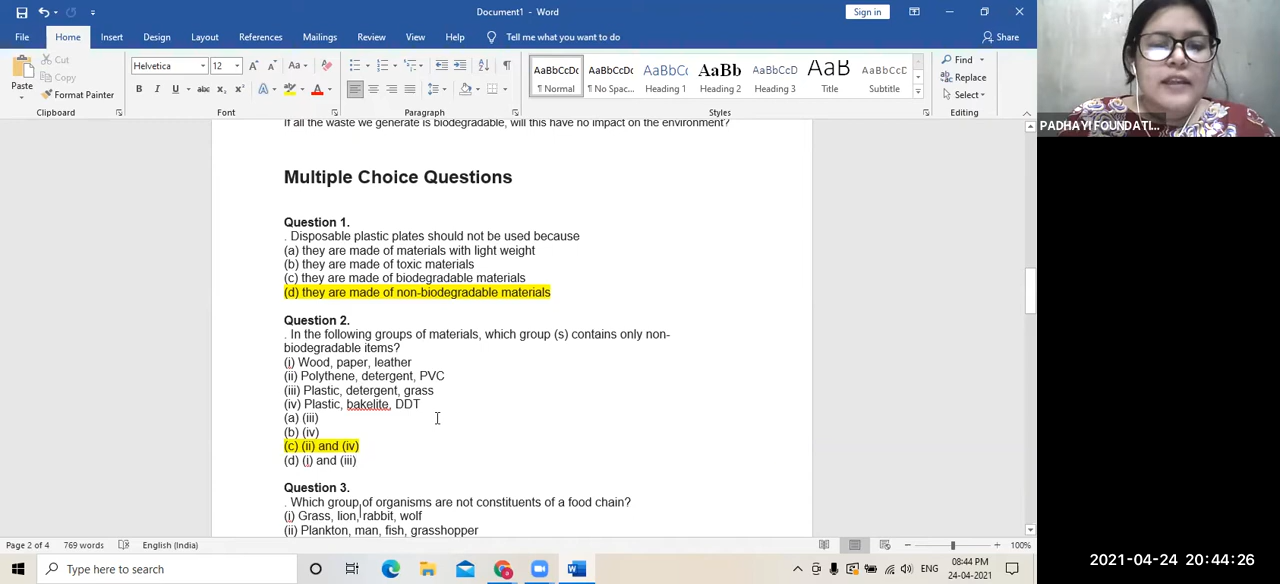 Document1 - Word
Sign in
File
Home
Insert
Design
Layout
References
Mailings
Review
View
Help
Tell me what you want to do
Share
Paste
Cut
Copy
Format Painter
Clipboard
Helvetica
12
Font
Paragraph
AaBbCcDc
¶ Normal
AaBbCcDc
¶ No Spac...
AaBbCc
Heading 1
AaBb
Heading 2
AaBbCcD
Heading 3
AaB
Title
AaBbCcD
Subtitle
Styles
Find
Replace
Select
Editing
PADHAYI FOUNDATI...
If all the waste we generate is biodegradable, will this have no impact on the environment?
Multiple Choice Questions
Question 1.
. Disposable plastic plates should not be used because
(a) they are made of materials with light weight
(b) they are made of toxic materials
(c) they are made of biodegradable materials
(d) they are made of non-biodegradable materials
Question 2.
. In the following groups of materials, which group (s) contains only non-
biodegradable items?
(i) Wood, paper, leather
(ii) Polythene, detergent, PVC
(iii) Plastic, detergent, grass
(iv) Plastic, bakelite, DDT
(a) (iii)
(b) (iv)
(c) (ii) and (iv)
(d) (i) and (iii)
Question 3.
. Which group of organisms are not constituents of a food chain?
(i) Grass, lion, rabbit, wolf
(ii) Plankton, man, fish, grasshopper
Page 2 of 4
769 words
English (India)
100%
Type here to search
ENG
08:44 PM
24-04-2021
2021-04-24 20:44:26